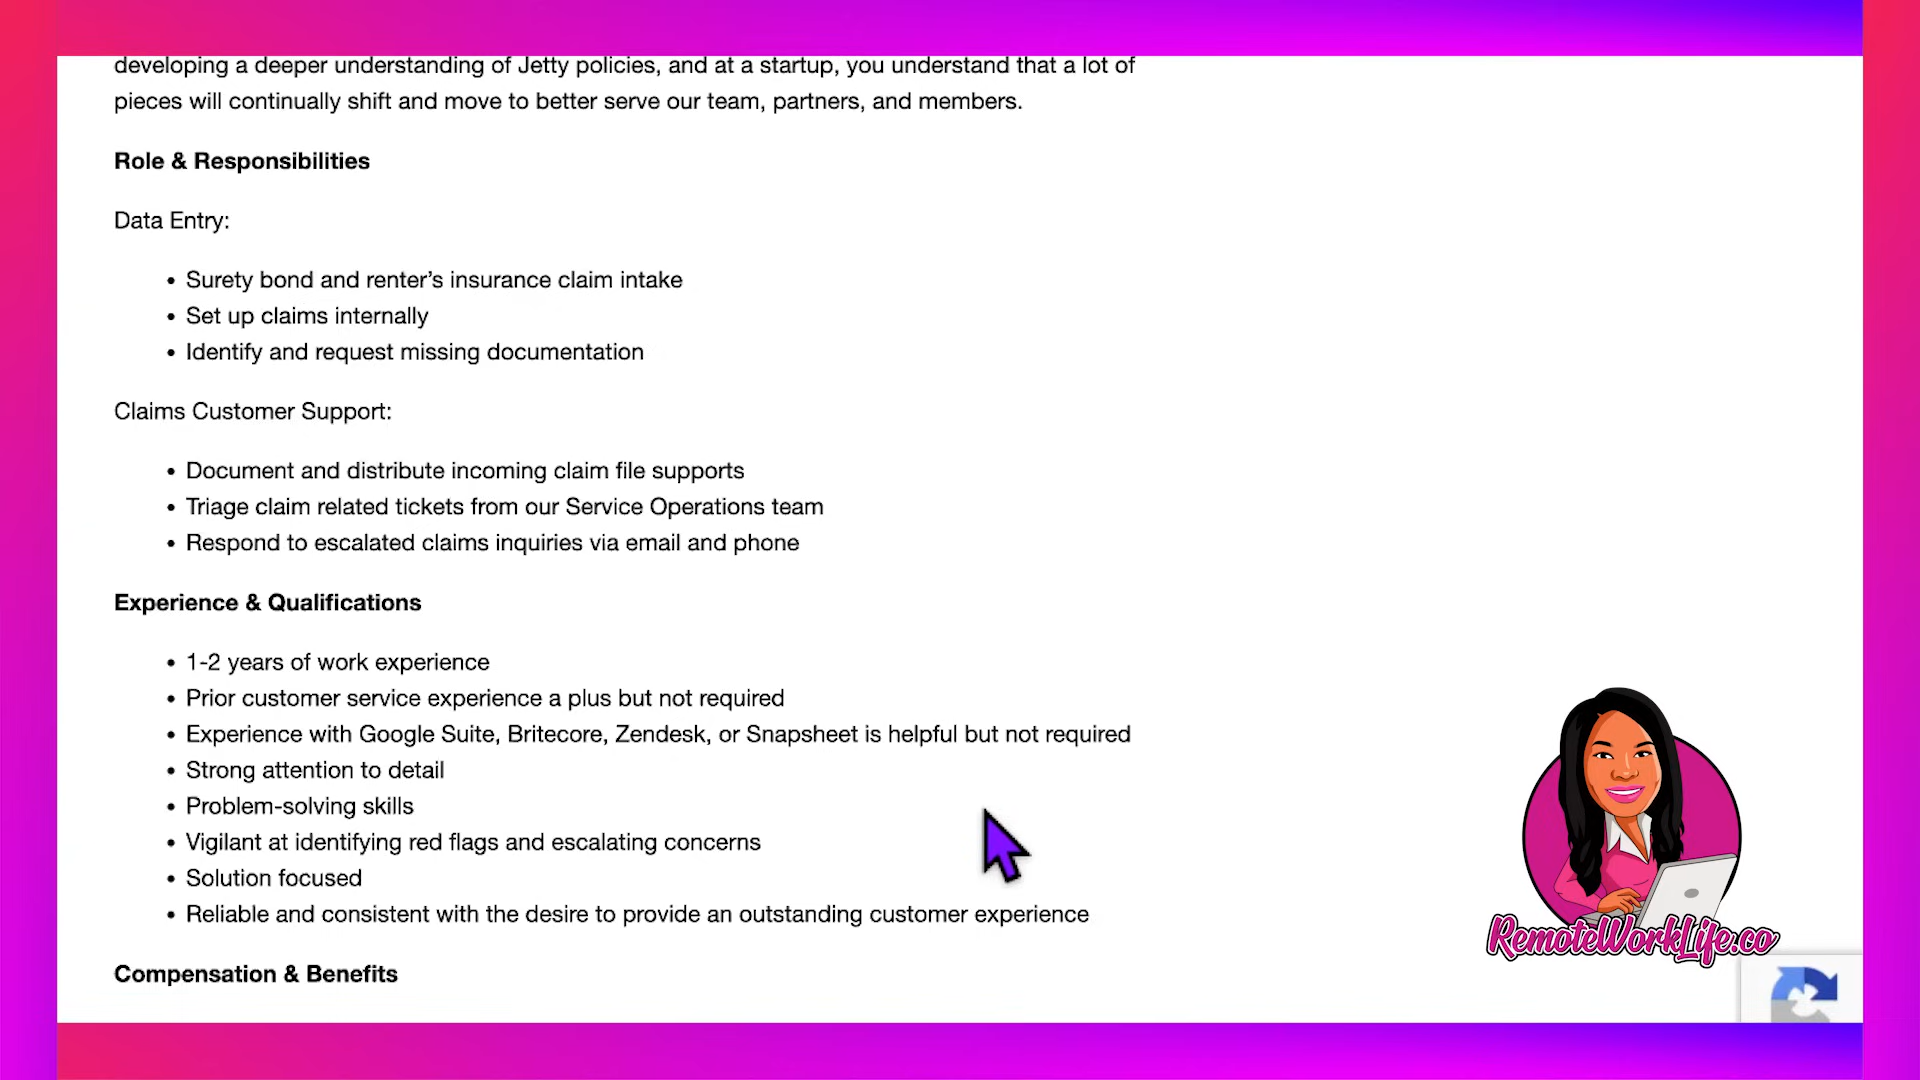 developing a deeper understanding of Jetty policies, and at a startup, you understand that a lot of
pieces will continually shift and move to better serve our team, partners, and members.
Role & Responsibilities
Data Entry:
• Surety bond and renter’s insurance claim intake
• Set up claims internally
• Identify and request missing documentation
Claims Customer Support:
• Document and distribute incoming claim file supports
• Triage claim related tickets from our Service Operations team
• Respond to escalated claims inquiries via email and phone
Experience & Qualifications
• 1-2 years of work experience
• Prior customer service experience a plus but not required
• Experience with Google Suite, Britecore, Zendesk, or Snapsheet is helpful but not required
• Strong attention to detail
• Problem-solving skills
• Vigilant at identifying red flags and escalating concerns
• Solution focused
• Reliable and consistent with the desire to provide an outstanding customer experience
Compensation & Benefits
RemoteWorkLife.co